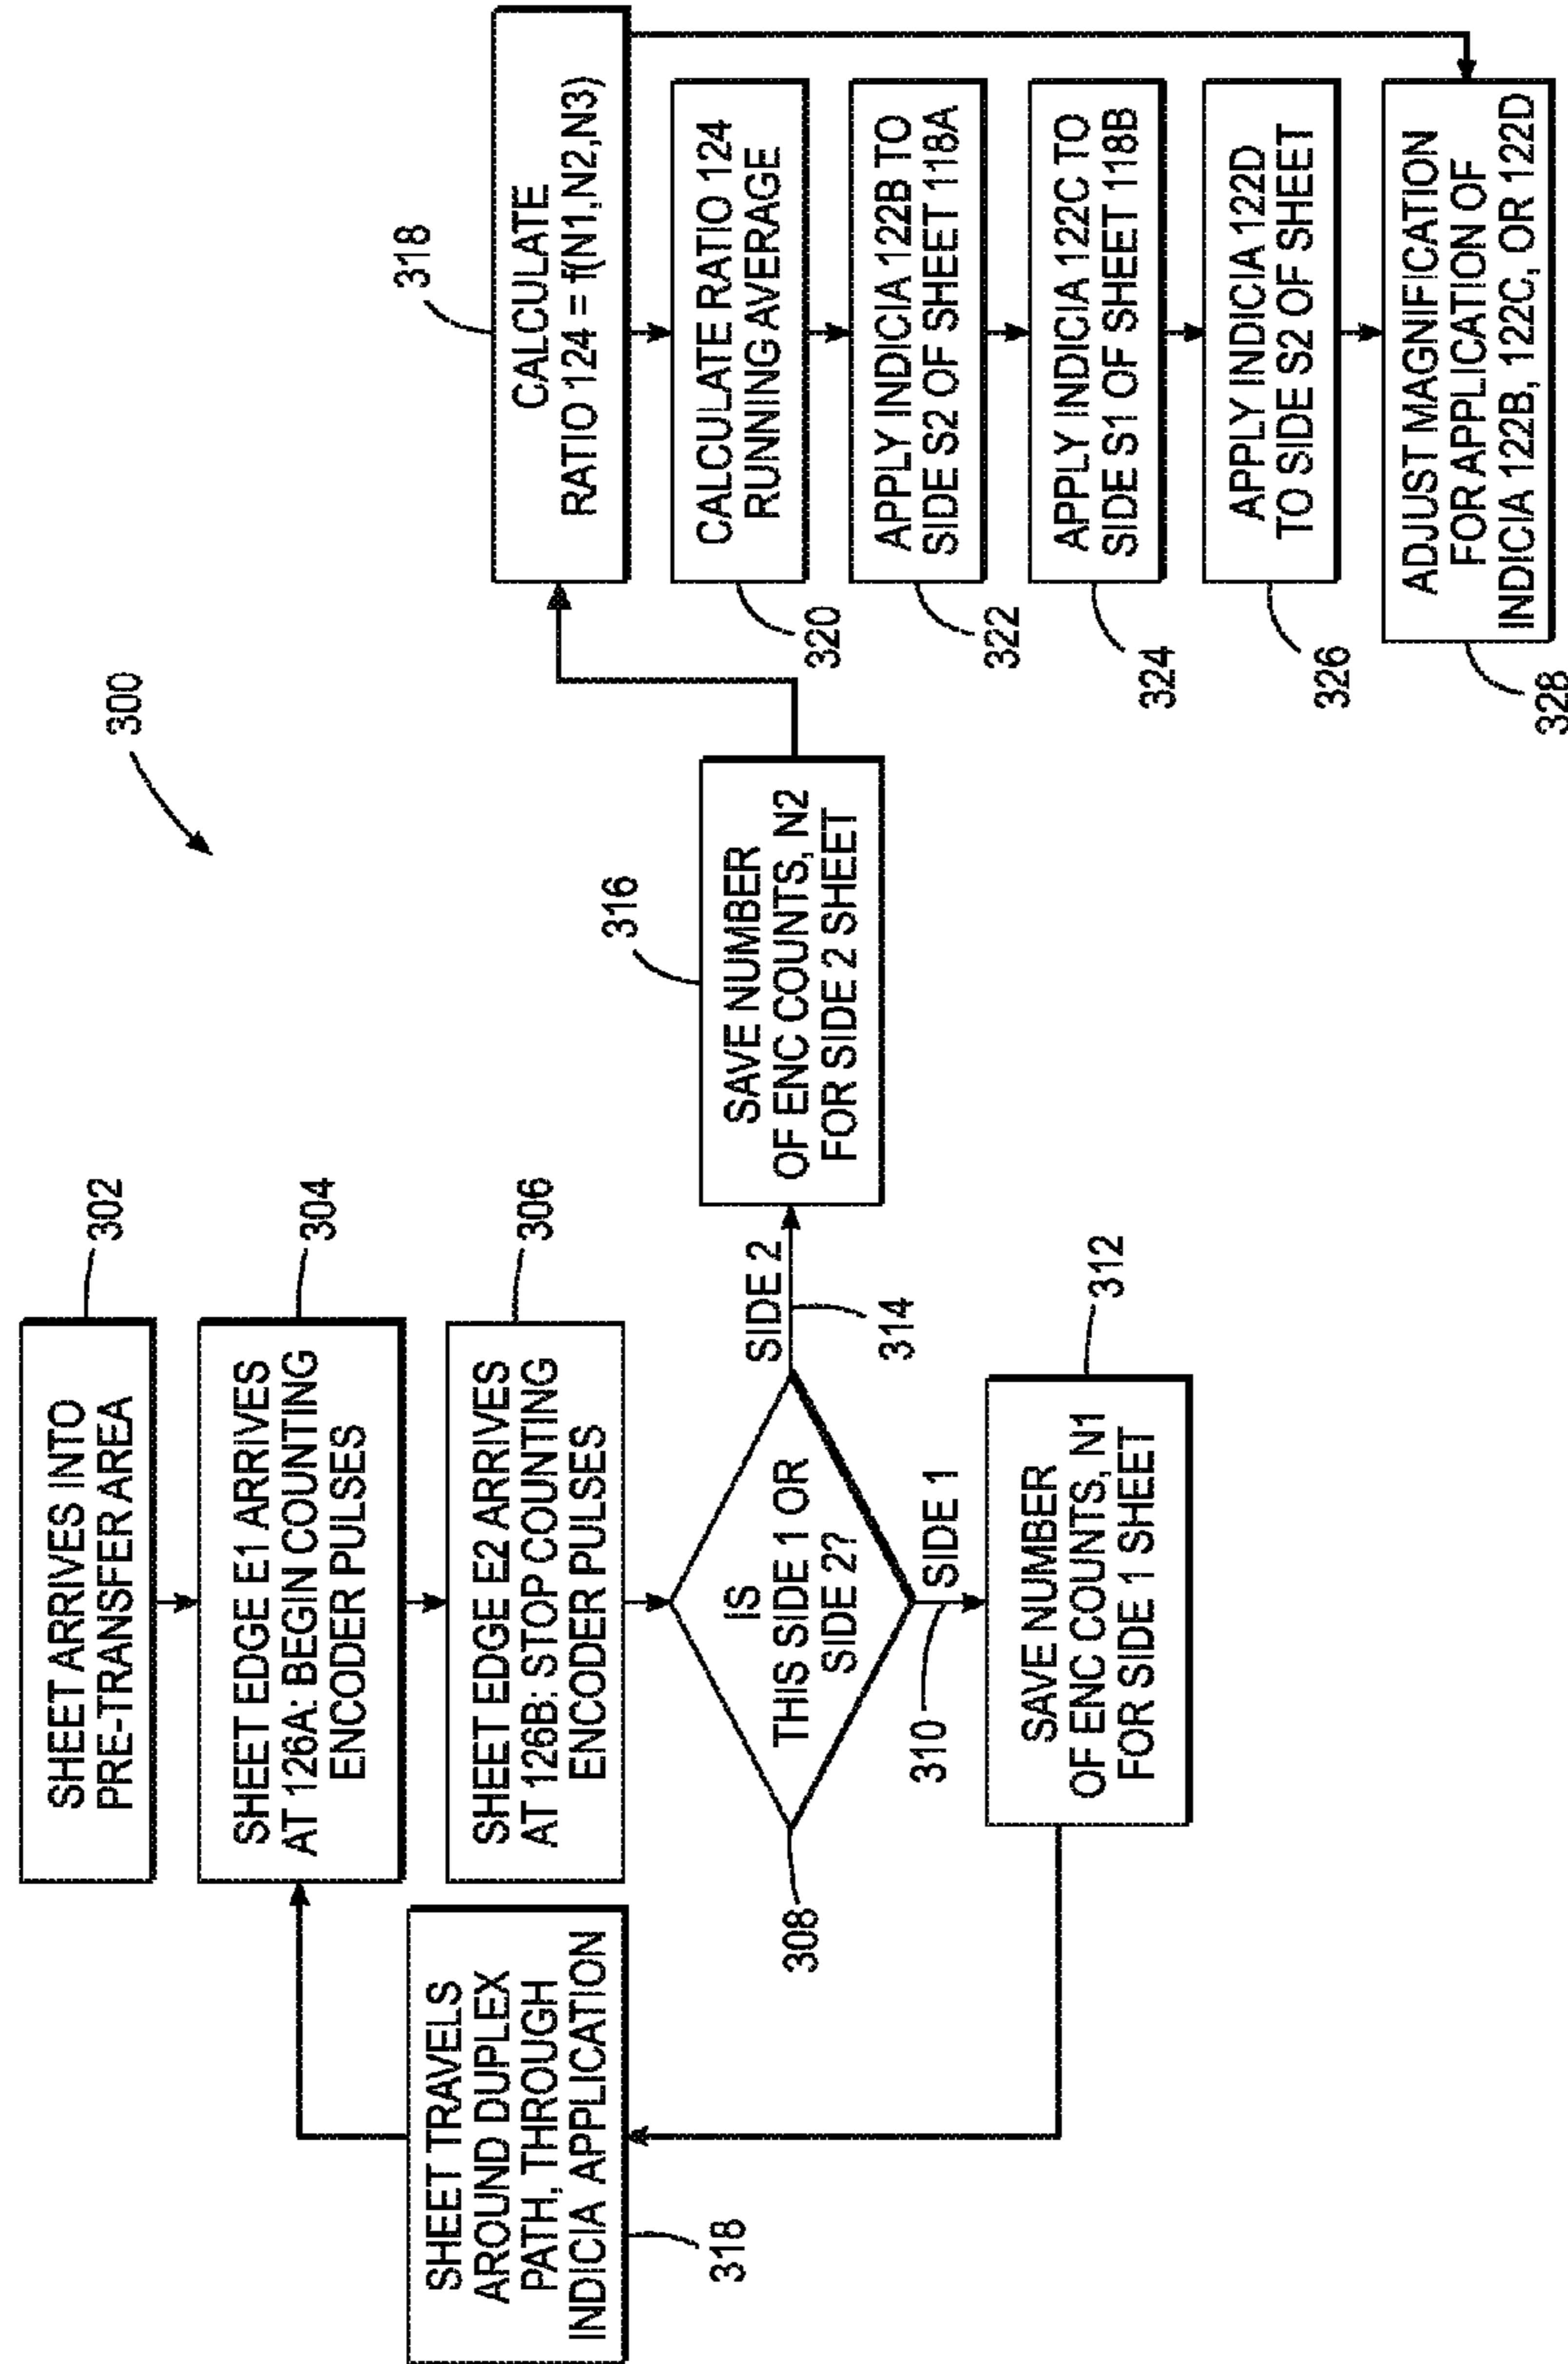 300
SHEET ARRIVES INTO
PRE-TRANSFER AREA
302
SHEET EDGE E1 ARRIVES
AT 126A: BEGIN COUNTING
ENCODER PULSES
304
SHEET EDGE E2 ARRIVES
AT 126B: STOP COUNTING
ENCODER PULSES
306
IS
THIS SIDE 1 OR
SIDE 2?
308
SIDE 1
310
SAVE NUMBER
OF ENC COUNTS, N1
FOR SIDE 1 SHEET
312
SHEET TRAVELS
AROUND DUPLEX
PATH, THROUGH
INDICIA APPLICATION
318
SIDE 2
314
SAVE NUMBER
OF ENC COUNTS, N2
FOR SIDE 2 SHEET
316
CALCULATE
RATIO 124 = f(N1,N2,N3)
318
CALCULATE RATIO 124
RUNNING AVERAGE
320
APPLY INDICIA 122B TO
SIDE S2 OF SHEET 118A
322
APPLY INDICIA 122C TO
SIDE S1 OF SHEET 118B
324
APPLY INDICIA 122D
TO SIDE S2 OF SHEET
326
ADJUST MAGNIFICATION
FOR APPLICATION OF
INDICIA 122B, 122C, OR 122D
328